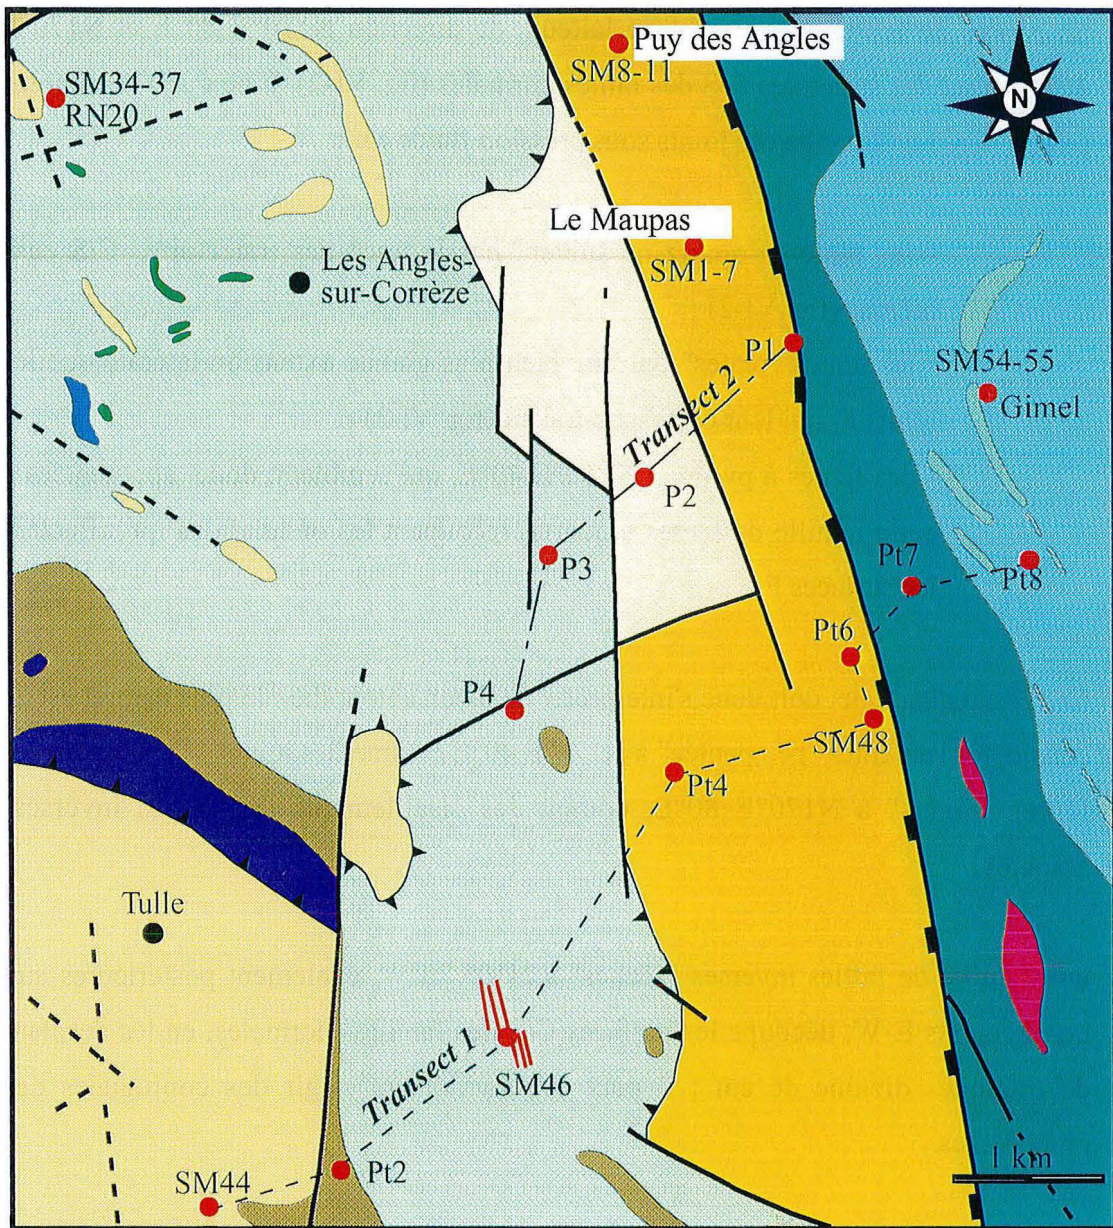 Puy des Angles
SM8-11
SM34-37
RN20
N
Le Maupas
SM1-7
Les Angles-
sur-Corrèze
P1
SM54-55
Gimel
Transect 2
P2
P3
Pt7
Pt8
Pt6
P4
SM48
Pt4
Tulle
Transect 1
SM46
Pt2
SM44
1 km